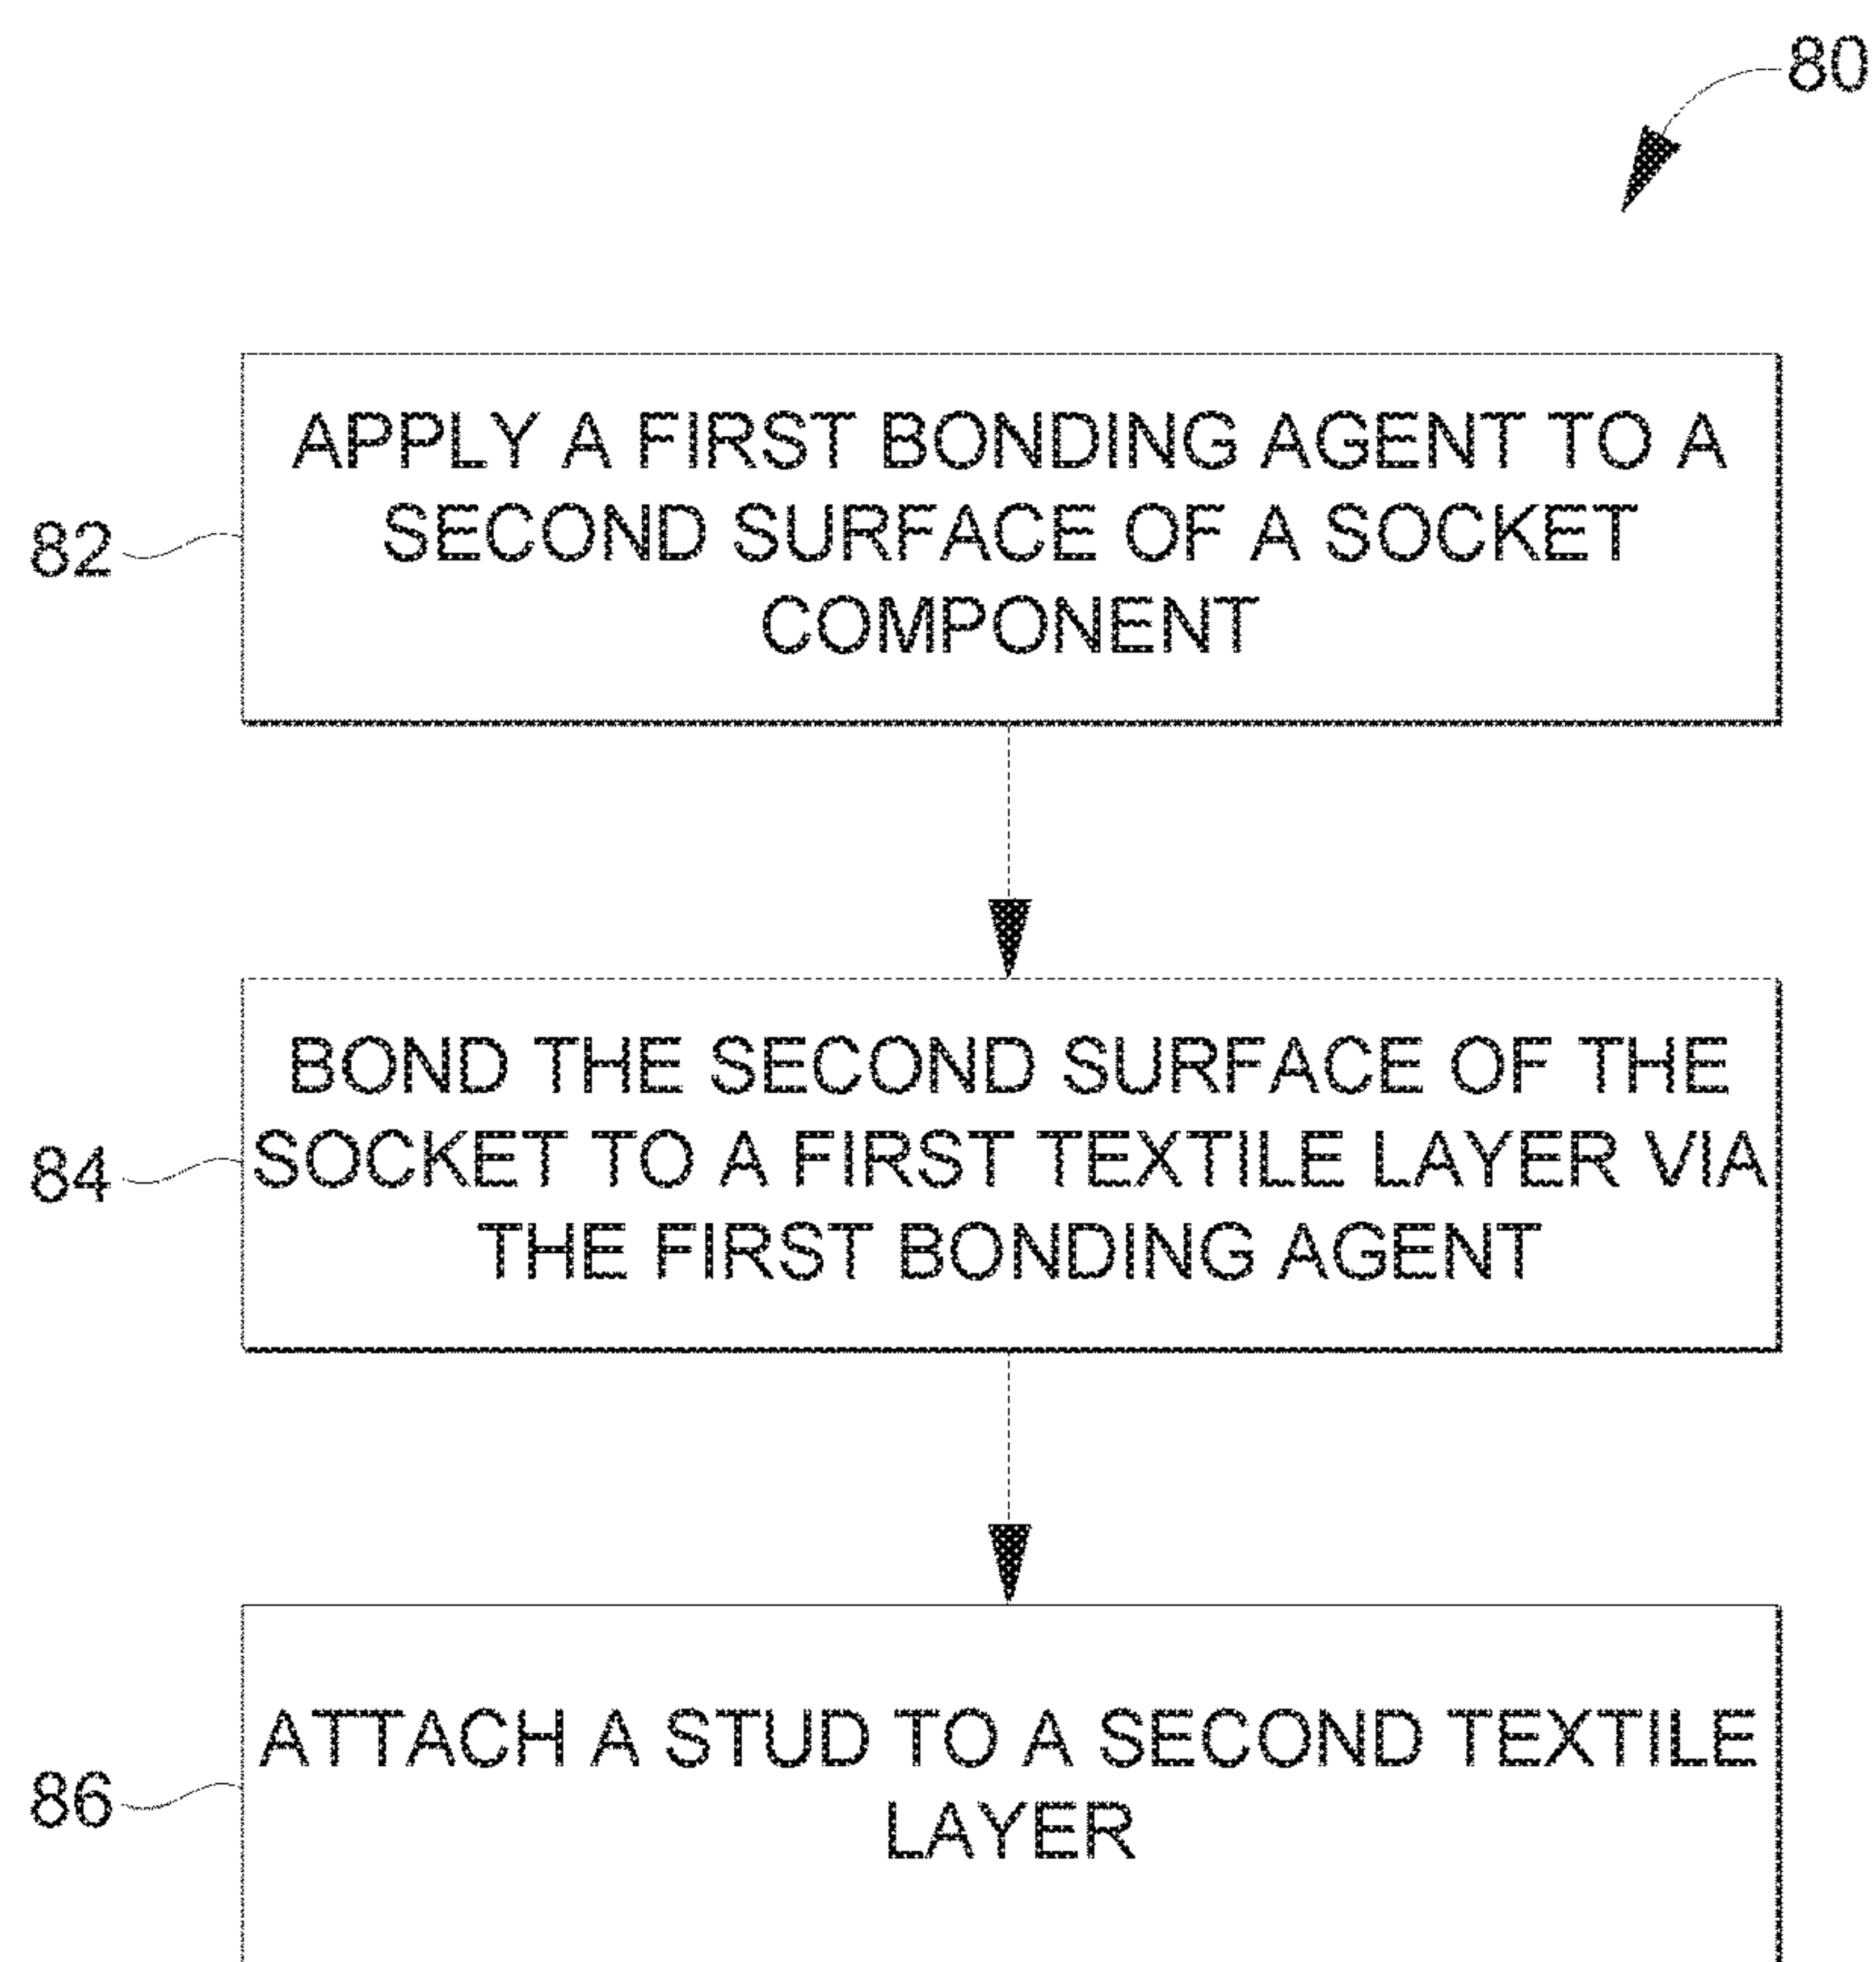 80
APPLY A FIRST BONDING AGENT TO A
SECOND SURFACE OF A SOCKET
COMPONENT
82
BOND THE SECOND SURFACE OF THE
SOCKET TO A FIRST TEXTILE LAYER VIA
THE FIRST BONDING AGENT
84
ATTACH A STUD TO A SECOND TEXTILE
LAYER
86